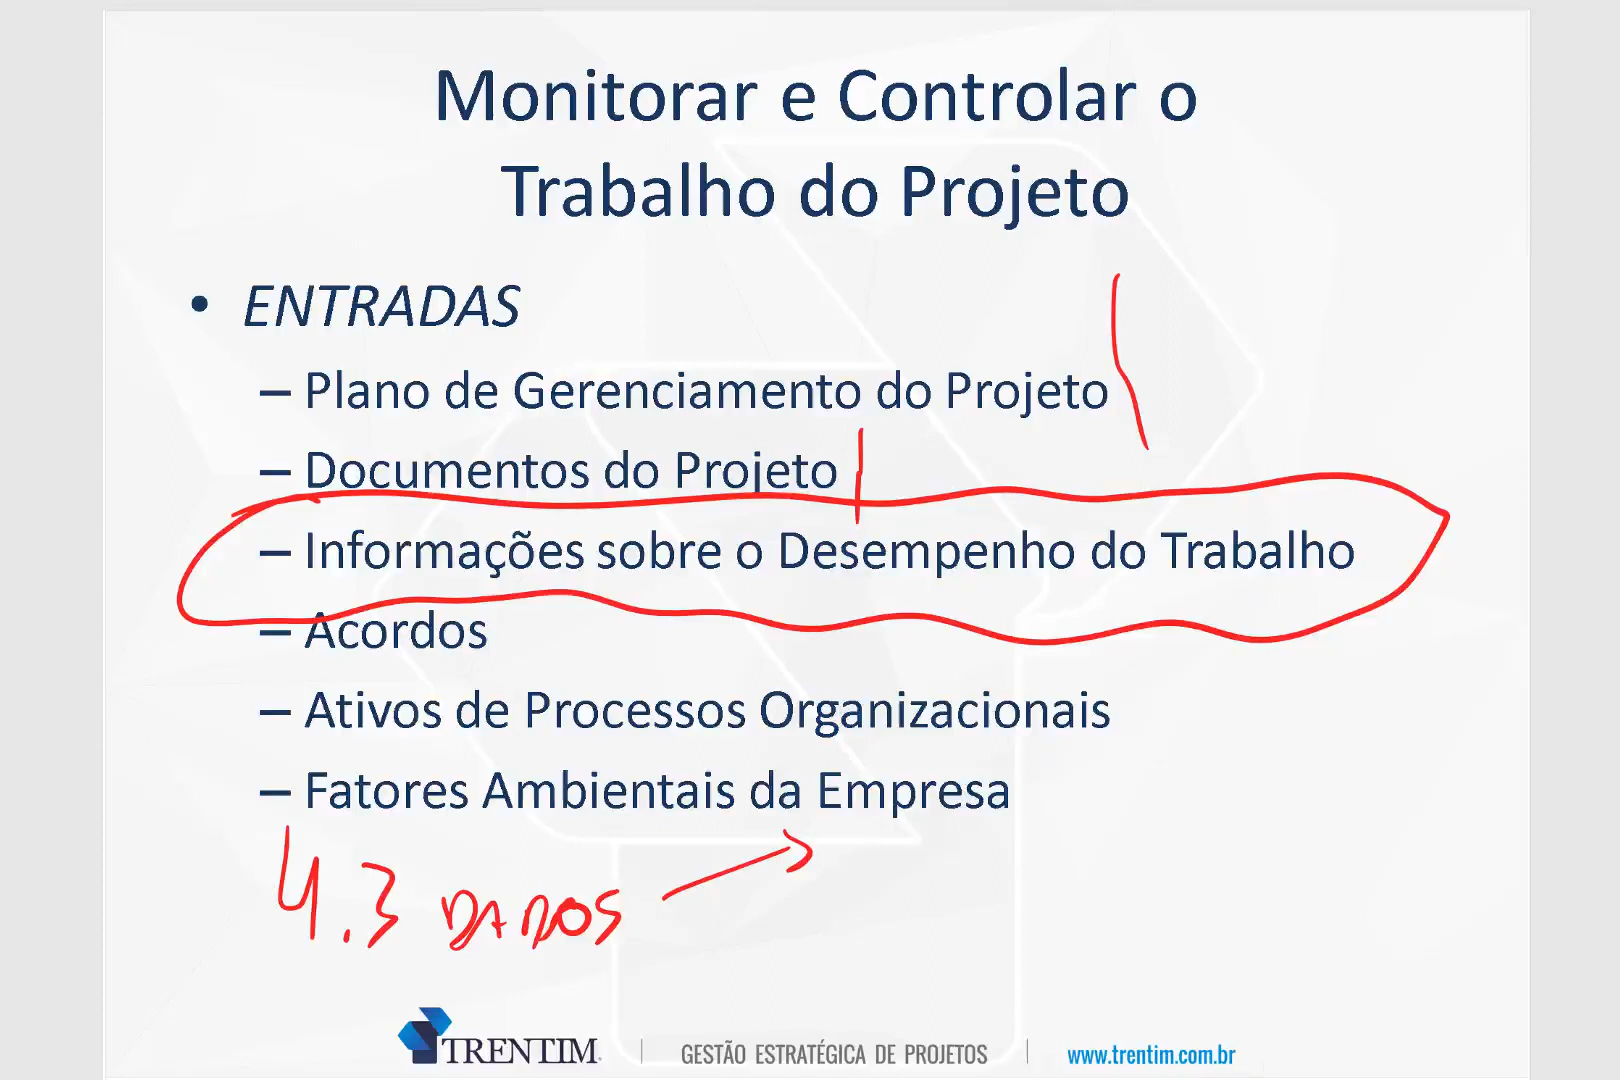 Monitorar e Controlar o
Trabalho do Projeto
• ENTRADAS
– Plano de Gerenciamento do Projeto
– Documentos do Projeto
– Informações sobre o Desempenho do Trabalho
– Acordos
– Ativos de Processos Organizacionais
– Fatores Ambientais da Empresa
4.3 DADOS →
TRENTIM | GESTÃO ESTRATÉGICA DE PROJETOS | www.trentim.com.br